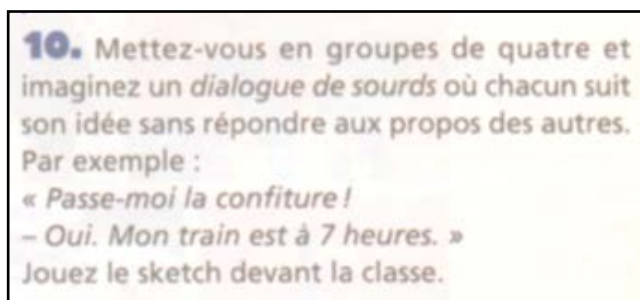 10. Mettez-vous en groupes de quatre et
imaginez un dialogue de sourds où chacun suit
son idée sans répondre aux propos des autres.
Par exemple :
« Passe-moi la confiture !
– Oui. Mon train est à 7 heures. »
Jouez le sketch devant la classe.